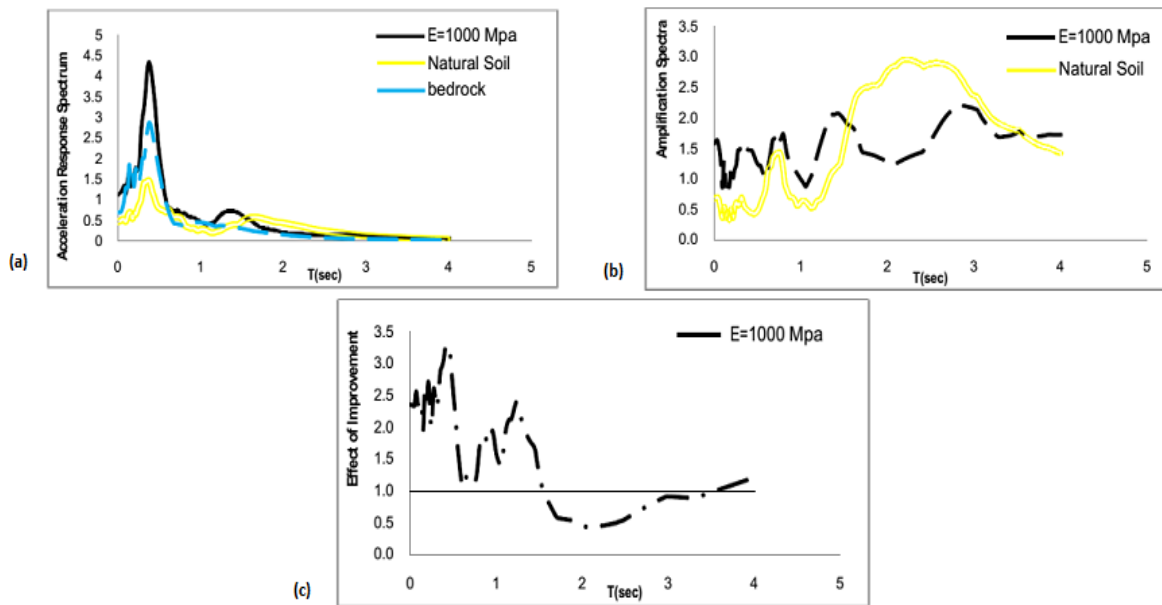 Acceleration Response Spectrum
5
4.5
4
3.5
3
2.5
2
1.5
1
0.5
0
0 1 2 3 4 5
T(sec)
E=1000 Mpa
Natural Soil
bedrock
(a)
Amplification Spectra
3.5
3.0
2.5
2.0
1.5
1.0
0.5
0.0
0 1 2 3 4 5
T(sec)
E=1000 Mpa
Natural Soil
(b)
Effect of Improvement
3.5
3.0
2.5
2.0
1.5
1.0
0.5
0.0
0 1 2 3 4 5
T(sec)
E=1000 Mpa
(c)